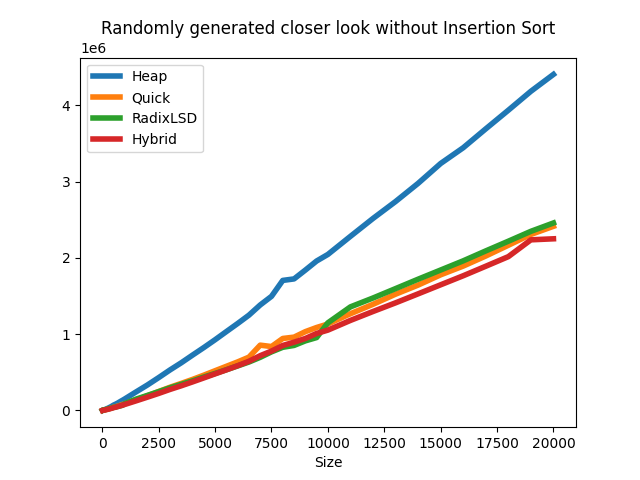 Randomly generated closer look without Insertion Sort
1e6
Heap
Quick
RadixLSD
Hybrid
4
3
2
1
0
0 2500 5000 7500 10000 12500 15000 17500 20000
Size